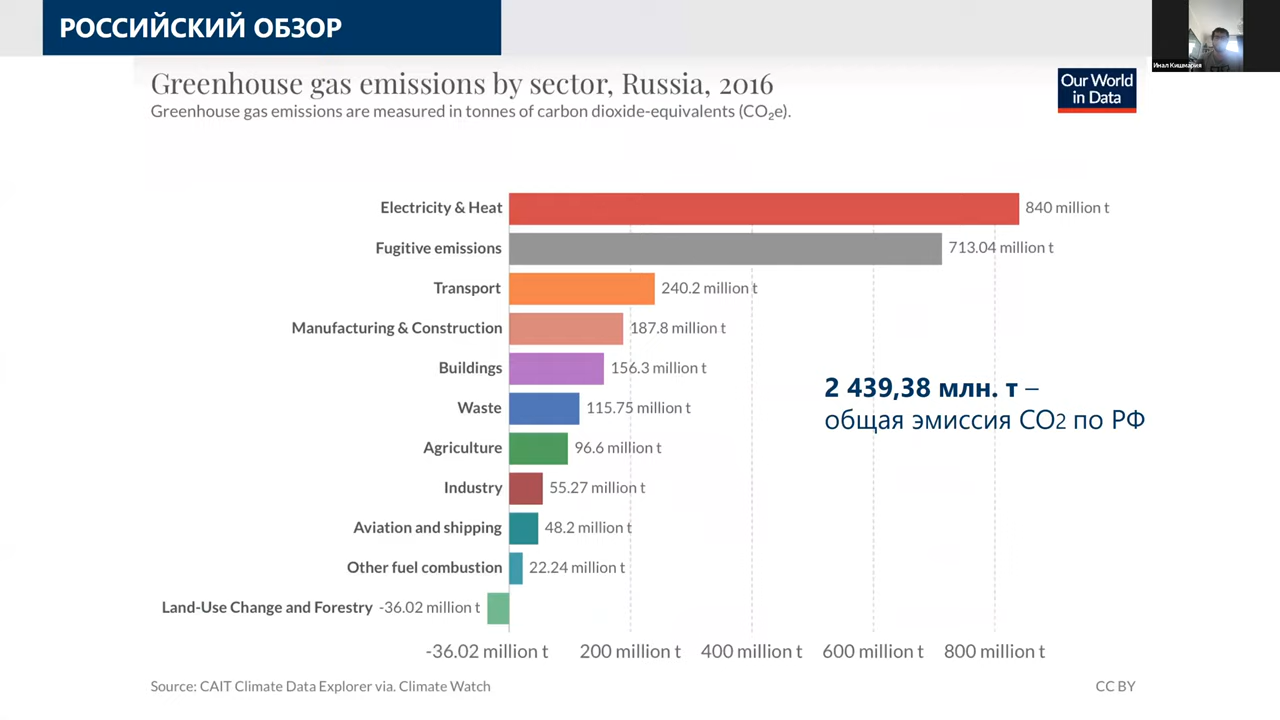 РОССИЙСКИЙ ОБЗОР
Инал Кишмария
Greenhouse gas emissions by sector, Russia, 2016
Greenhouse gas emissions are measured in tonnes of carbon dioxide-equivalents (CO₂e).
Our World
in Data
Electricity & Heat 840 million t
Fugitive emissions 713.04 million t
Transport 240.2 million t
Manufacturing & Construction 187.8 million t
Buildings 156.3 million t
Waste 115.75 million t
Agriculture 96.6 million t
Industry 55.27 million t
Aviation and shipping 48.2 million t
Other fuel combustion 22.24 million t
Land-Use Change and Forestry -36.02 million t
2 439,38 млн. т –
общая эмиссия СО2 по РФ
-36.02 million t 200 million t 400 million t 600 million t 800 million t
Source: CAIT Climate Data Explorer via. Climate Watch
CC BY